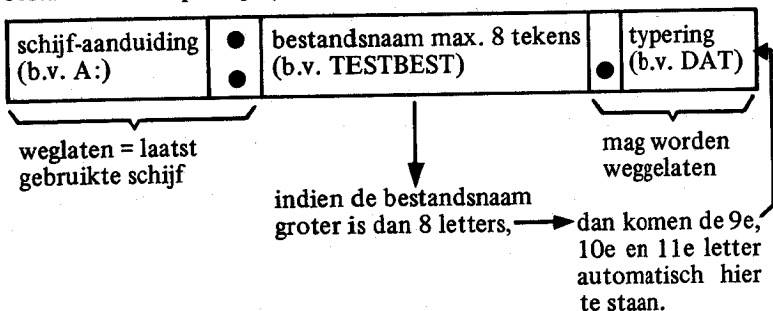 schijf-aanduiding
(b.v. A:)
bestandsnaam max. 8 tekens
(b.v. TESTBEST)
typering
(b.v. DAT)
weglaten = laatst
gebruikte schijf
mag worden
weggelaten
indien de bestandsnaam
groter is dan 8 letters,
dan komen de 9e,
10e en 11e letter
automatisch hier
te staan.